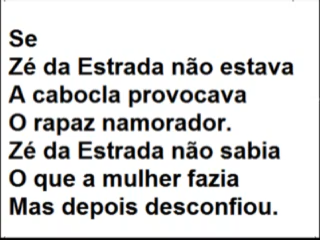 Se
Zé da Estrada não estava
A cabocla provocava
O rapaz namorador.
Zé da Estrada não sabia
O que a mulher fazia
Mas depois desconfiou.